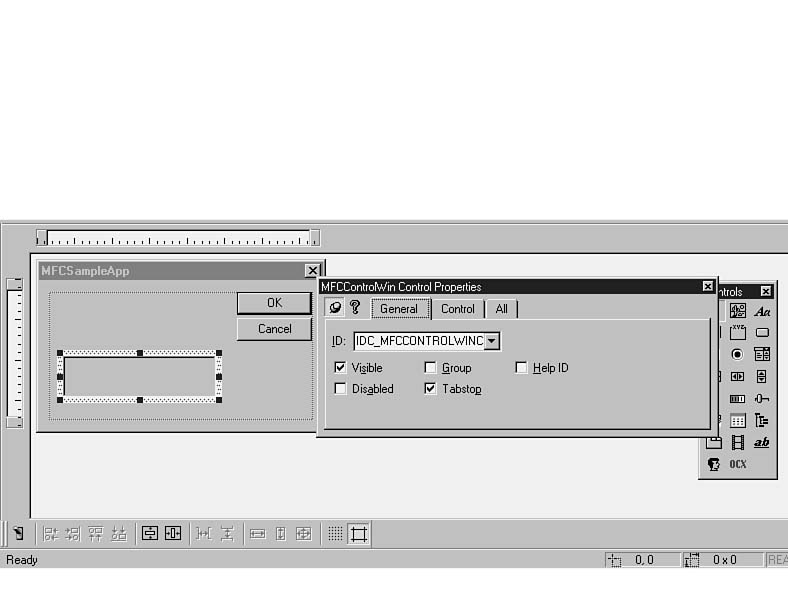 MFCSampleApp
OK
Cancel
MFCControlWin Control Properties
General Control All
ID: IDC_MFCCONTROLWINC
Visible Group Help ID
Disabled Tabstop
ntrols
Aa
XYZ
ab
OCX
Ready
0, 0
0 x 0
REA